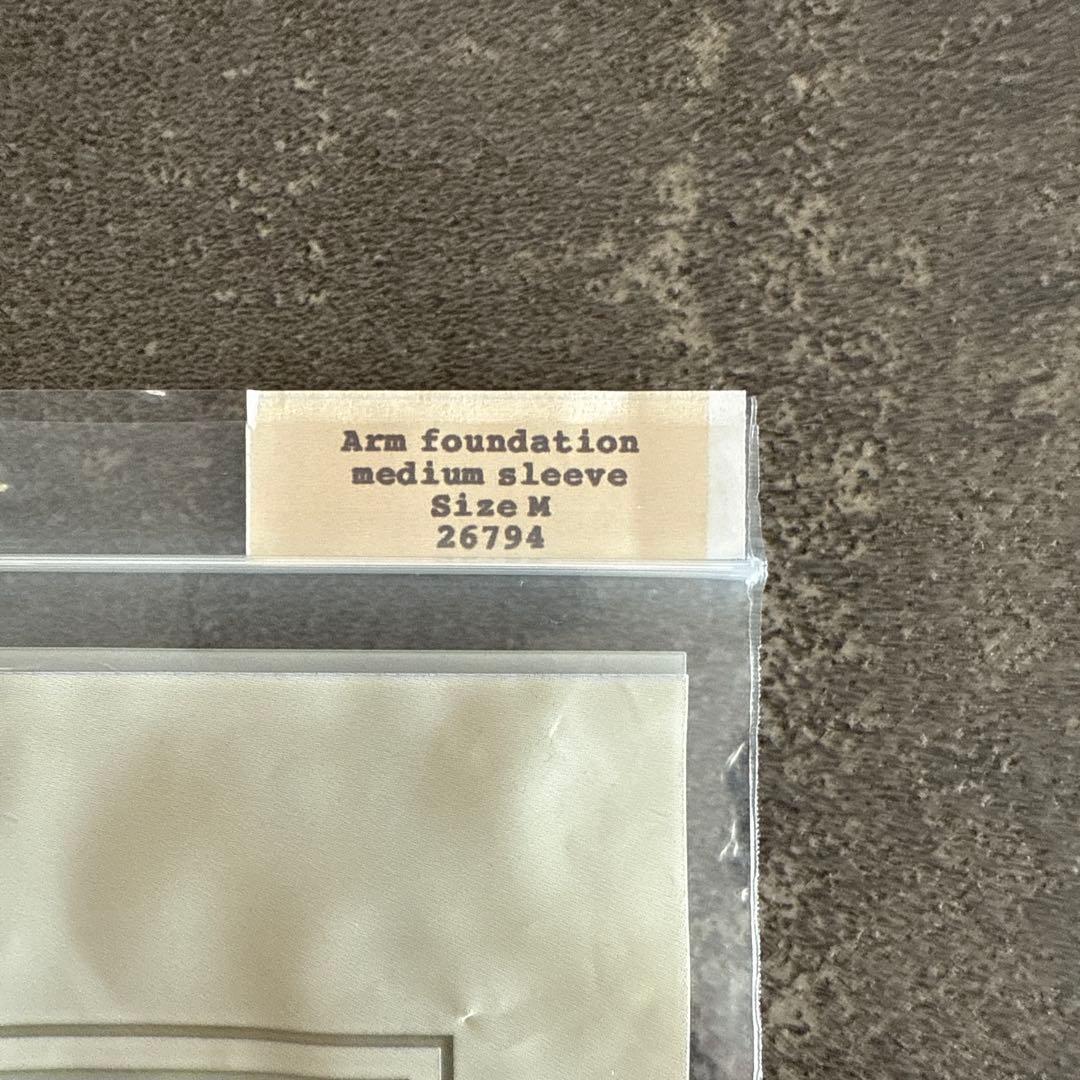 Arm foundation
medium sleeve
Size M
26794